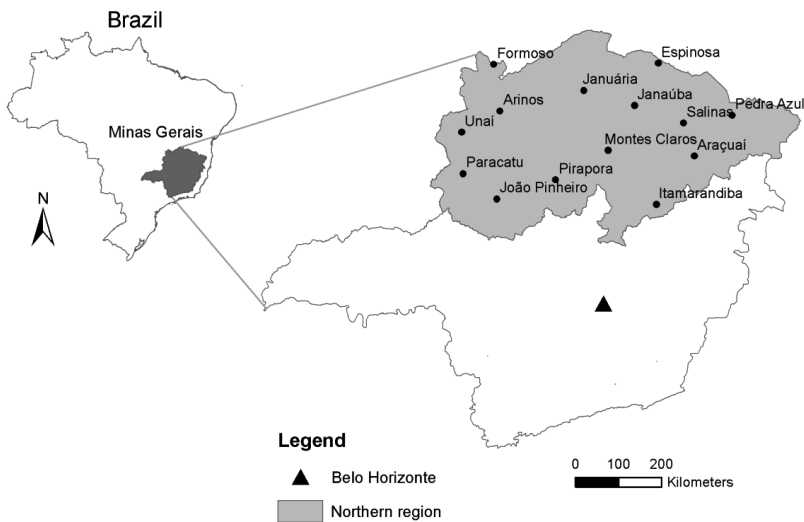 Brazil
Minas Gerais
N
Formoso
Espinosa
Januária
Janaúba
Arinos
Pedra Azul
Salinas
Unaí
Montes Claros
Araçuaí
Paracatu
Pirapora
João Pinheiro
Itamarandiba
Legend
Belo Horizonte
Northern region
0 100 200
Kilometers